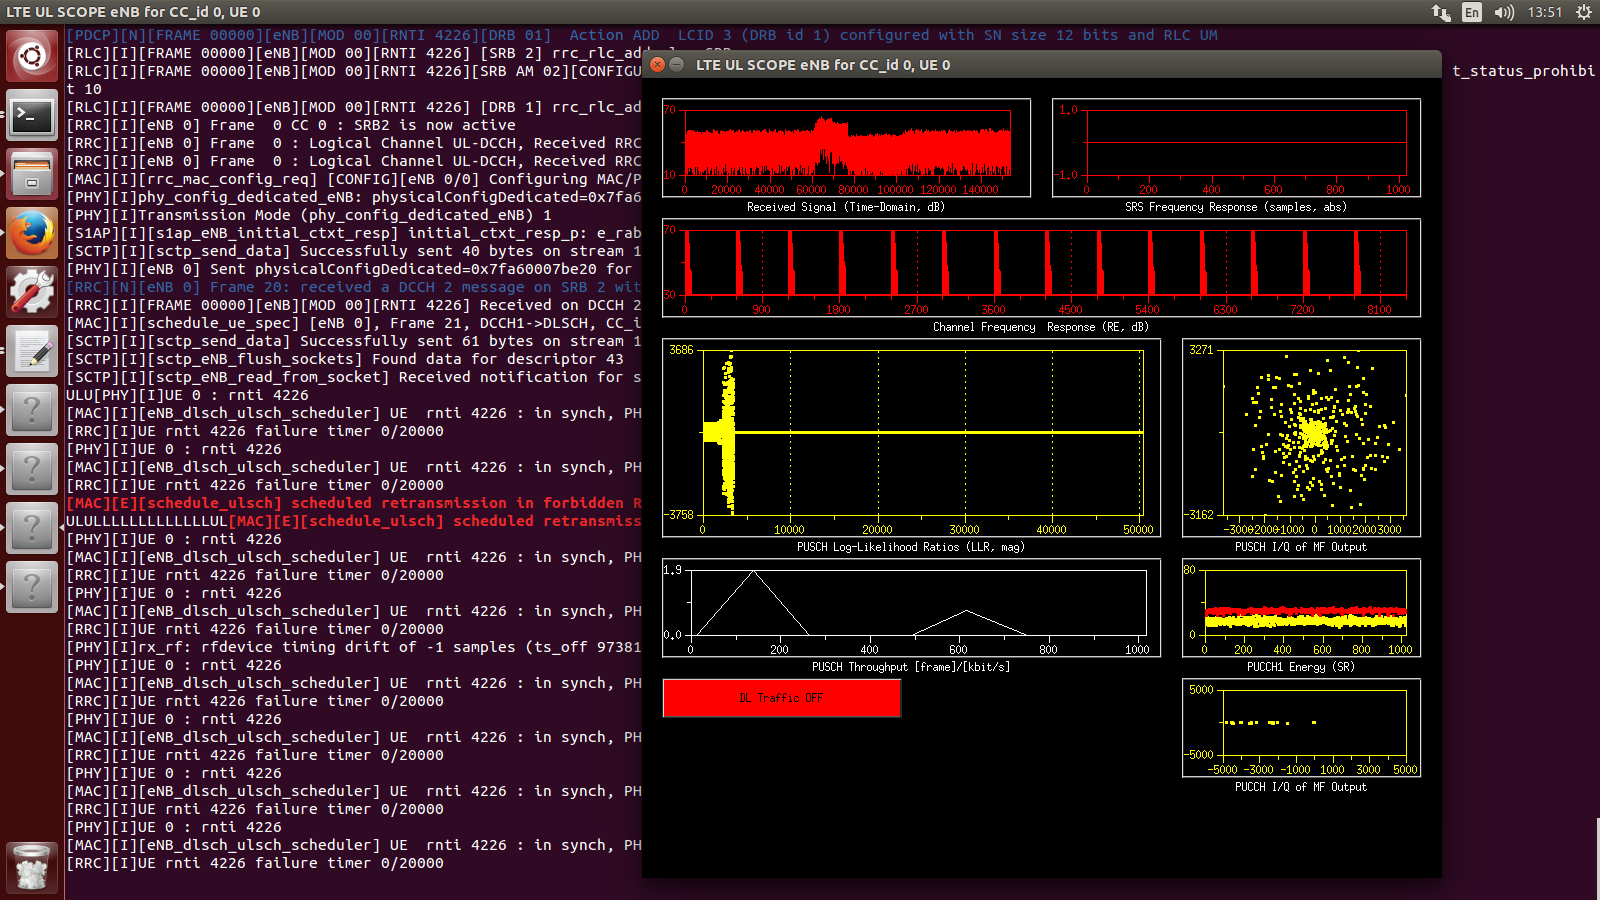 LTE UL SCOPE eNB for CC_id 0, UE 0
En
13:51
[PDCP][N][FRAME 00000][eNB][MOD 00][RNTI 4226][DRB 01]  Action ADD  LCID 3 (DRB id 1) configured with SN size 12 bits and RLC UM
[RLC][I][FRAME 00000][eNB][MOD 00][RNTI 4226] [SRB 2] rrc_rlc_add
[RLC][I][FRAME 00000][eNB][MOD 00][RNTI 4226][SRB AM 02][CONFIGU
t_status_prohibi
t 10
[RLC][I][FRAME 00000][eNB][MOD 00][RNTI 4226] [DRB 1] rrc_rlc_ad
[RRC][I][eNB 0] Frame  0 CC 0 : SRB2 is now active
[RRC][I][eNB 0] Frame  0 : Logical Channel UL-DCCH, Received RRC
[RRC][I][eNB 0] Frame  0 : Logical Channel UL-DCCH, Received RRC
[MAC][I][rrc_mac_config_req] [CONFIG][eNB 0/0] Configuring MAC/P
[PHY][I]phy_config_dedicated_eNB: physicalConfigDedicated=0x7fa6
[PHY][I]Transmission Mode (phy_config_dedicated_eNB) 1
[S1AP][I][s1ap_eNB_initial_ctxt_resp] initial_ctxt_resp_p: e_rab
[SCTP][I][sctp_send_data] Successfully sent 40 bytes on stream 1
[PHY][I][eNB 0] Sent physicalConfigDedicated=0x7fa60007be20 for
[RRC][N][eNB 0] Frame 20: received a DCCH 2 message on SRB 2 wit
[RRC][I][FRAME 00000][eNB][MOD 00][RNTI 4226] Received on DCCH 2
[MAC][I][schedule_ue_spec] [eNB 0], Frame 21, DCCH1->DLSCH, CC_i
[SCTP][I][sctp_send_data] Successfully sent 61 bytes on stream 1
[SCTP][I][sctp_eNB_flush_sockets] Found data for descriptor 43
[SCTP][I][sctp_eNB_read_from_socket] Received notification for s
ULU[PHY][I]UE 0 : rnti 4226
[MAC][I][eNB_dlsch_ulsch_scheduler] UE  rnti 4226 : in synch, PH
[RRC][I]UE rnti 4226 failure timer 0/20000
[PHY][I]UE 0 : rnti 4226
[MAC][I][eNB_dlsch_ulsch_scheduler] UE  rnti 4226 : in synch, PH
[RRC][I]UE rnti 4226 failure timer 0/20000
[MAC][E][schedule_ulsch] scheduled retransmission in forbidden R
ULULLLLLLLLLLLLLUL[MAC][E][schedule_ulsch] scheduled retransmiss
[PHY][I]UE 0 : rnti 4226
[MAC][I][eNB_dlsch_ulsch_scheduler] UE  rnti 4226 : in synch, PH
[RRC][I]UE rnti 4226 failure timer 0/20000
[PHY][I]UE 0 : rnti 4226
[MAC][I][eNB_dlsch_ulsch_scheduler] UE  rnti 4226 : in synch, PH
[RRC][I]UE rnti 4226 failure timer 0/20000
[PHY][I]rx_rf: rfdevice timing drift of -1 samples (ts_off 97381
[PHY][I]UE 0 : rnti 4226
[MAC][I][eNB_dlsch_ulsch_scheduler] UE  rnti 4226 : in synch, PH
[RRC][I]UE rnti 4226 failure timer 0/20000
[PHY][I]UE 0 : rnti 4226
[MAC][I][eNB_dlsch_ulsch_scheduler] UE  rnti 4226 : in synch, PH
[RRC][I]UE rnti 4226 failure timer 0/20000
[PHY][I]UE 0 : rnti 4226
[MAC][I][eNB_dlsch_ulsch_scheduler] UE  rnti 4226 : in synch, PH
[RRC][I]UE rnti 4226 failure timer 0/20000
[PHY][I]UE 0 : rnti 4226
[MAC][I][eNB_dlsch_ulsch_scheduler] UE  rnti 4226 : in synch, PH
[RRC][I]UE rnti 4226 failure timer 0/20000
LTE UL SCOPE eNB for CC_id 0, UE 0
70
10
0 20000 40000 60000 80000 100000 120000 140000
Received Signal (Time-Domain, dB)
1.0
-1.0
0 200 400 600 800 1000
SRS Frequency Response (samples, abs)
70
30
0 900 1800 2700 3600 4500 5400 6300 7200 8100
Channel Frequency  Response (RE, dB)
3686
-3758
0 10000 20000 30000 40000 50000
PUSCH Log-Likelihood Ratios (LLR, mag)
3271
-3162
-3000-2000-1000 0 1000 2000 3000
PUSCH I/Q of MF Output
1.9
0.0
0 200 400 600 800 1000
PUSCH Throughput [frame]/[kbit/s]
80
0
0 200 400 600 800 1000
PUCCH1 Energy (SR)
DL Traffic OFF
5000
-5000
-5000 -3000 -1000 1000 3000 5000
PUCCH I/Q of MF Output